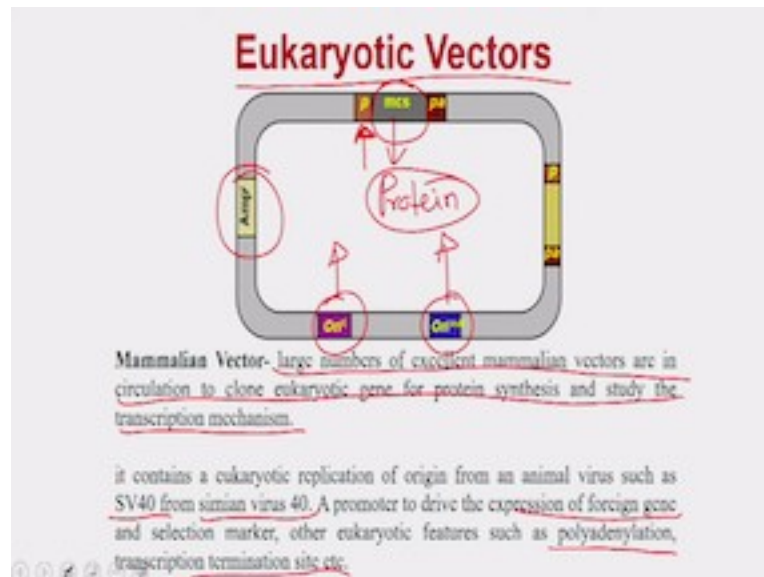 Eukaryotic Vectors
p mcs pa
Ampr
p
Protein
pa
Mammalian Vector- large numbers of excellent mammalian vectors are in
circulation to clone eukaryotic gene for protein synthesis and study the
transcription mechanism.
it contains a eukaryotic replication of origin from an animal virus such as
SV40 from simian virus 40. A promoter to drive the expression of foreign gene
and selection marker, other eukaryotic features such as polyadenylation,
transcription termination site etc.